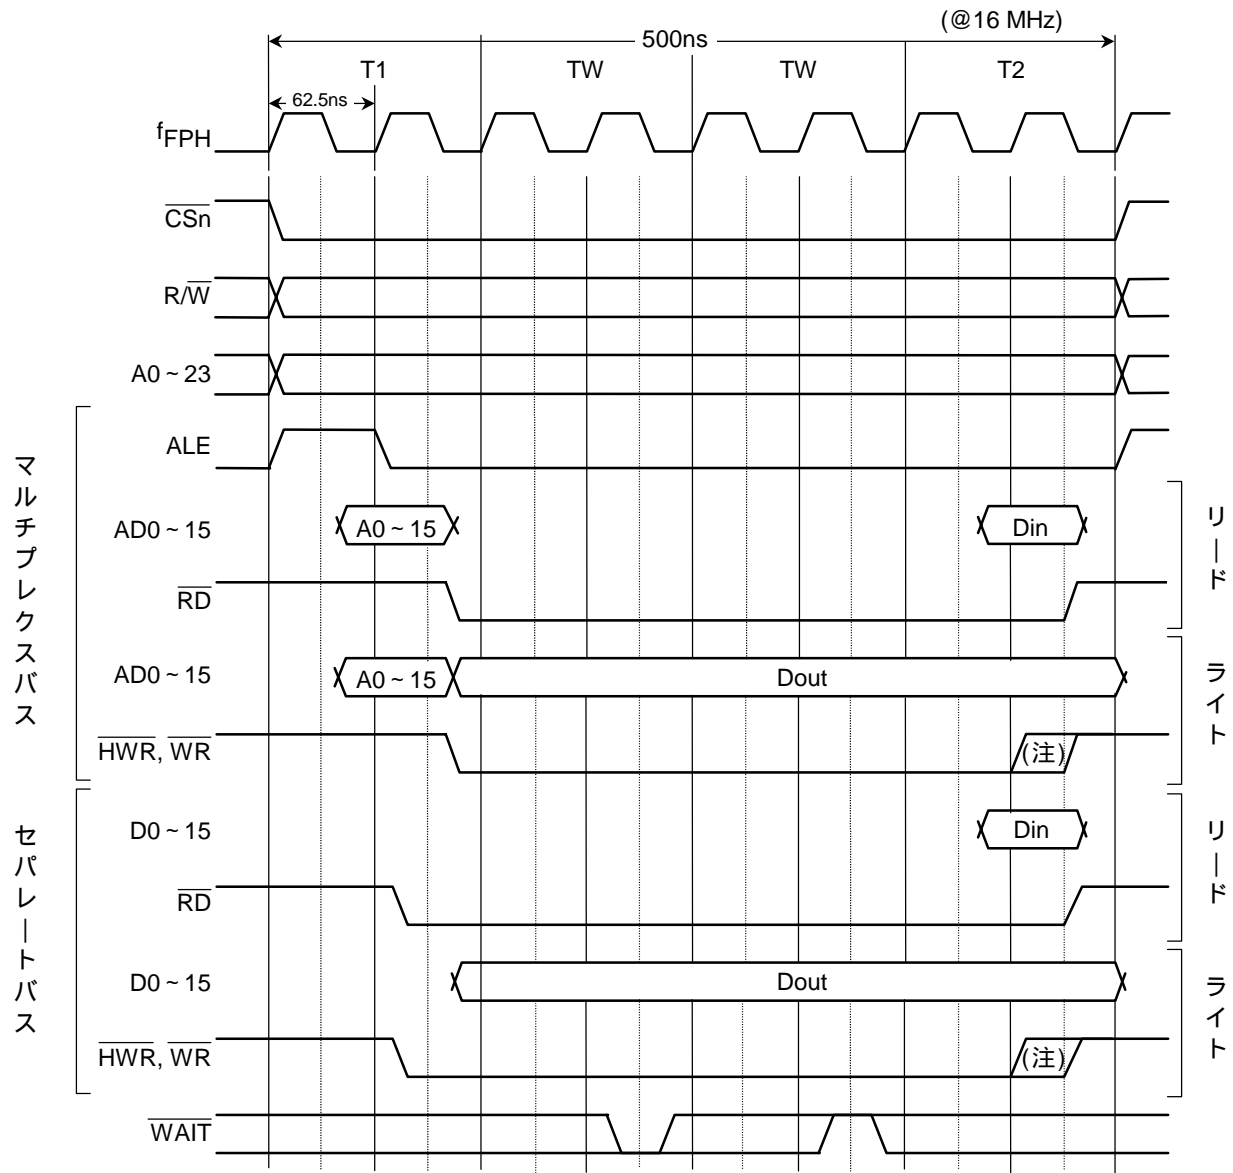 (@16 MHz)
500ns
T1 TW TW T2
62.5ns
fFPH
CSn
R/W
A0 ~ 23
ALE
マルチプレクスバス
AD0 ~ 15 A0 ~ 15 Din
RD
リード
AD0 ~ 15 A0 ~ 15 Dout
HWR, WR (注)
ライト
セパレートバス
D0 ~ 15 Din
RD
リード
D0 ~ 15 Dout
HWR, WR (注)
ライト
WAIT